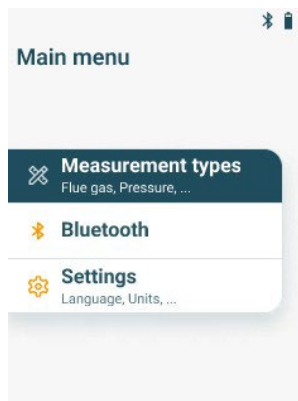 Main menu
Measurement types
Flue gas, Pressure, ...
Bluetooth
Settings
Language, Units, ...